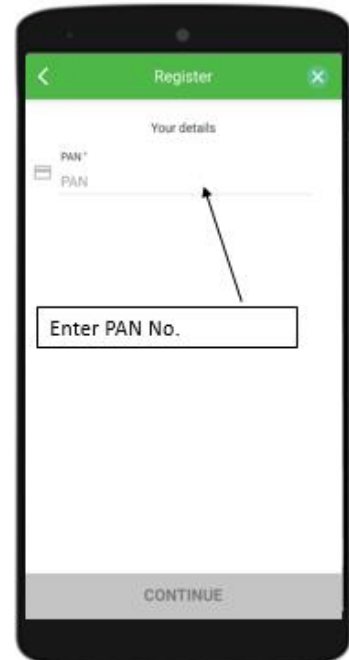 Register
Your details
PAN*
PAN
Enter PAN No.
CONTINUE